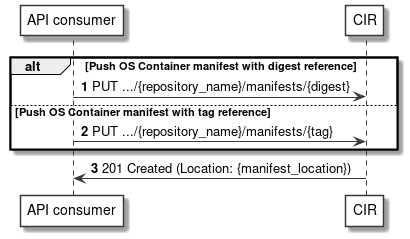 API consumer CIR
alt [Push OS Container manifest with digest reference]
1 PUT .../{repository_name}/manifests/{digest}
[Push OS Container manifest with tag reference]
2 PUT .../{repository_name}/manifests/{tag}
3 201 Created (Location: {manifest_location})
API consumer CIR